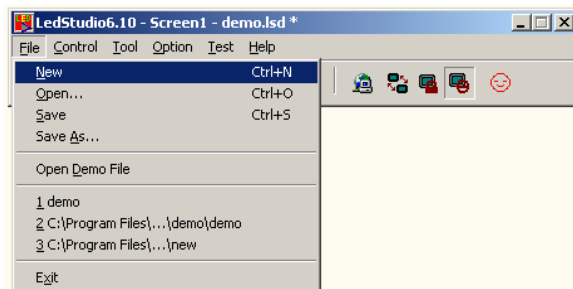 LedStudio6.10 - Screen1 - demo.lsd *
File Control Tool Option Test Help
New Ctrl+N
Open... Ctrl+O
Save Ctrl+S
Save As...
Open Demo File
1 demo
2 C:\Program Files\...\demo\demo
3 C:\Program Files\...\new
Exit